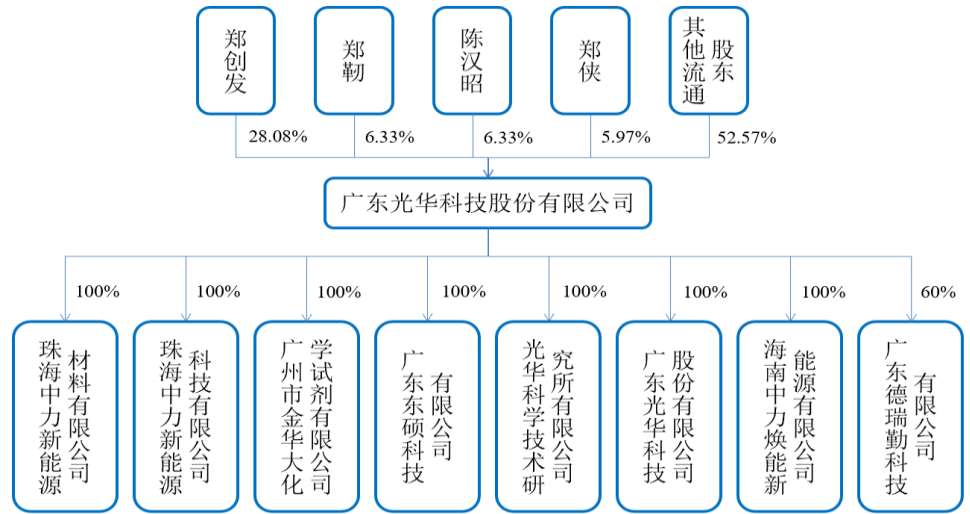 郑创发
郑韧
陈汉昭
郑侠
其他流通
股东
28.08%
6.33%
6.33%
5.97%
52.57%
广东光华科技股份有限公司
100%
100%
100%
100%
100%
100%
100%
60%
珠海中力新能源
材料有限公司
珠海中力新能源
科技有限公司
广州市金华大化
学试剂有限公司
广东东硕科技
有限公司
光华科学技术研
究所有限公司
广东光华科技
股份有限公司
海南中力焕能新
能源有限公司
广东德瑞勤科技
有限公司